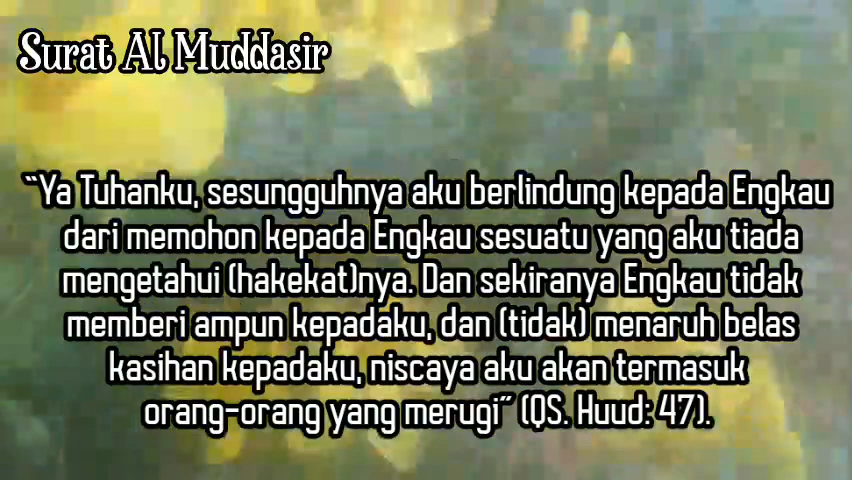 Surat Al Muddasir
"Ya Tuhanku, sesungguhnya aku berlindung kepada Engkau
dari memohon kepada Engkau sesuatu yang aku tiada
mengetahui (hakekat)nya. Dan sekiranya Engkau tidak
memberi ampun kepadaku, dan (tidak) menaruh belas
kasihan kepadaku, niscaya aku akan termasuk
orang-orang yang merugi" (QS. Huud: 47).